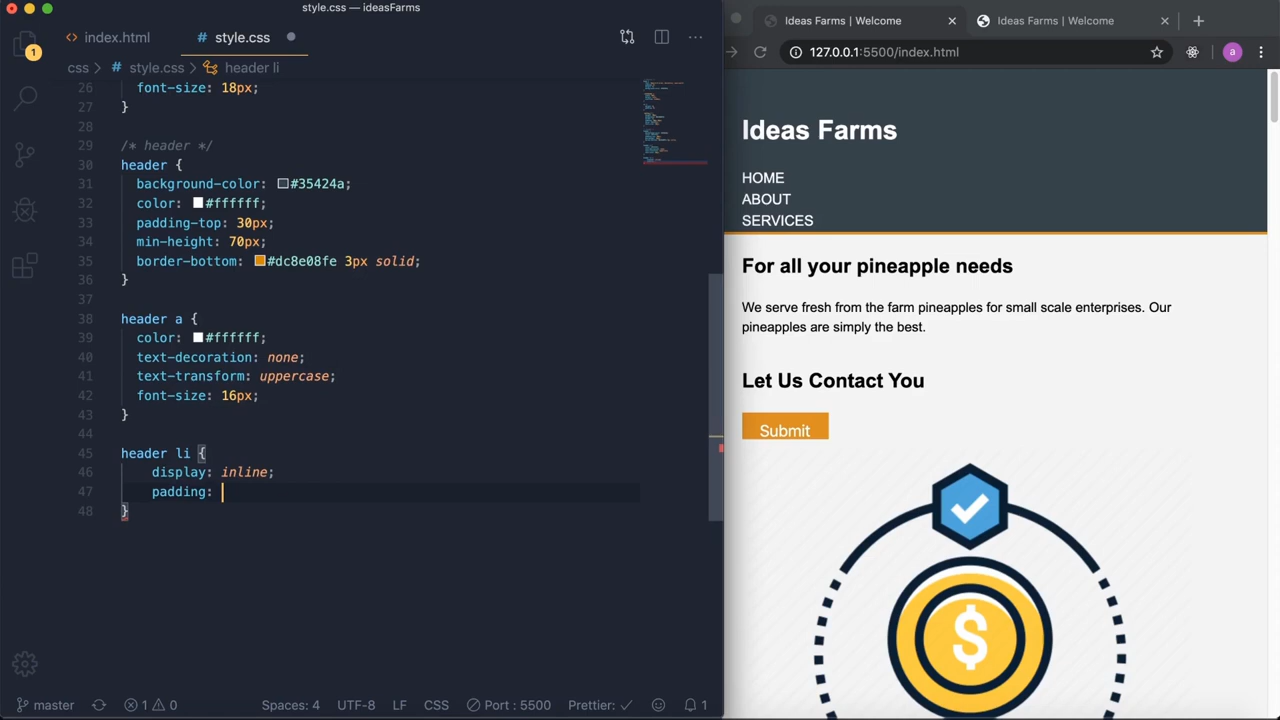 style.css — ideasFarms
index.html
# style.css
css > # style.css > header li
26 font-size: 18px;
27 }
28
29 /* header */
30 header {
31 background-color: #35424a;
32 color: #ffffff;
33 padding-top: 30px;
34 min-height: 70px;
35 border-bottom: #dc8e08fe 3px solid;
36 }
37
38 header a {
39 color: #ffffff;
40 text-decoration: none;
41 text-transform: uppercase;
42 font-size: 16px;
43 }
44
45 header li {
46 display: inline;
47 padding:
48 }
1
master
1 0
Spaces: 4
UTF-8
LF
CSS
Port : 5500
Prettier: ✓
1
Ideas Farms | Welcome
Ideas Farms | Welcome
127.0.0.1:5500/index.html
a
Ideas Farms
HOME
ABOUT
SERVICES
For all your pineapple needs
We serve fresh from the farm pineapples for small scale enterprises. Our
pineapples are simply the best.
Let Us Contact You
Submit
$